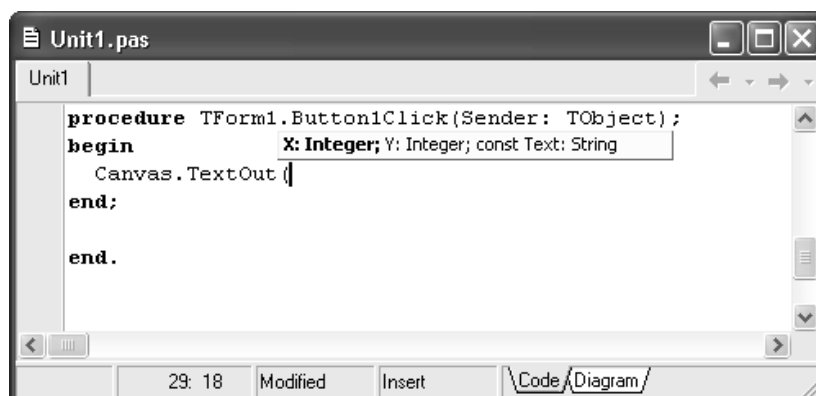 Unit1.pas
Unit1
procedure TForm1.Button1Click(Sender: TObject);
begin
X: Integer; Y: Integer; const Text: String
Canvas.TextOut(
end;
end.
29: 18 Modified Insert Code Diagram